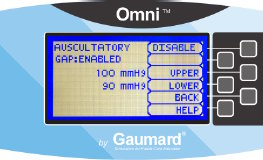 Omni™
AUSCULTATORY DISABLE
GAP:ENABLED
100 mmHg UPPER
90 mmHg LOWER
BACK
HELP
by Gaumard®